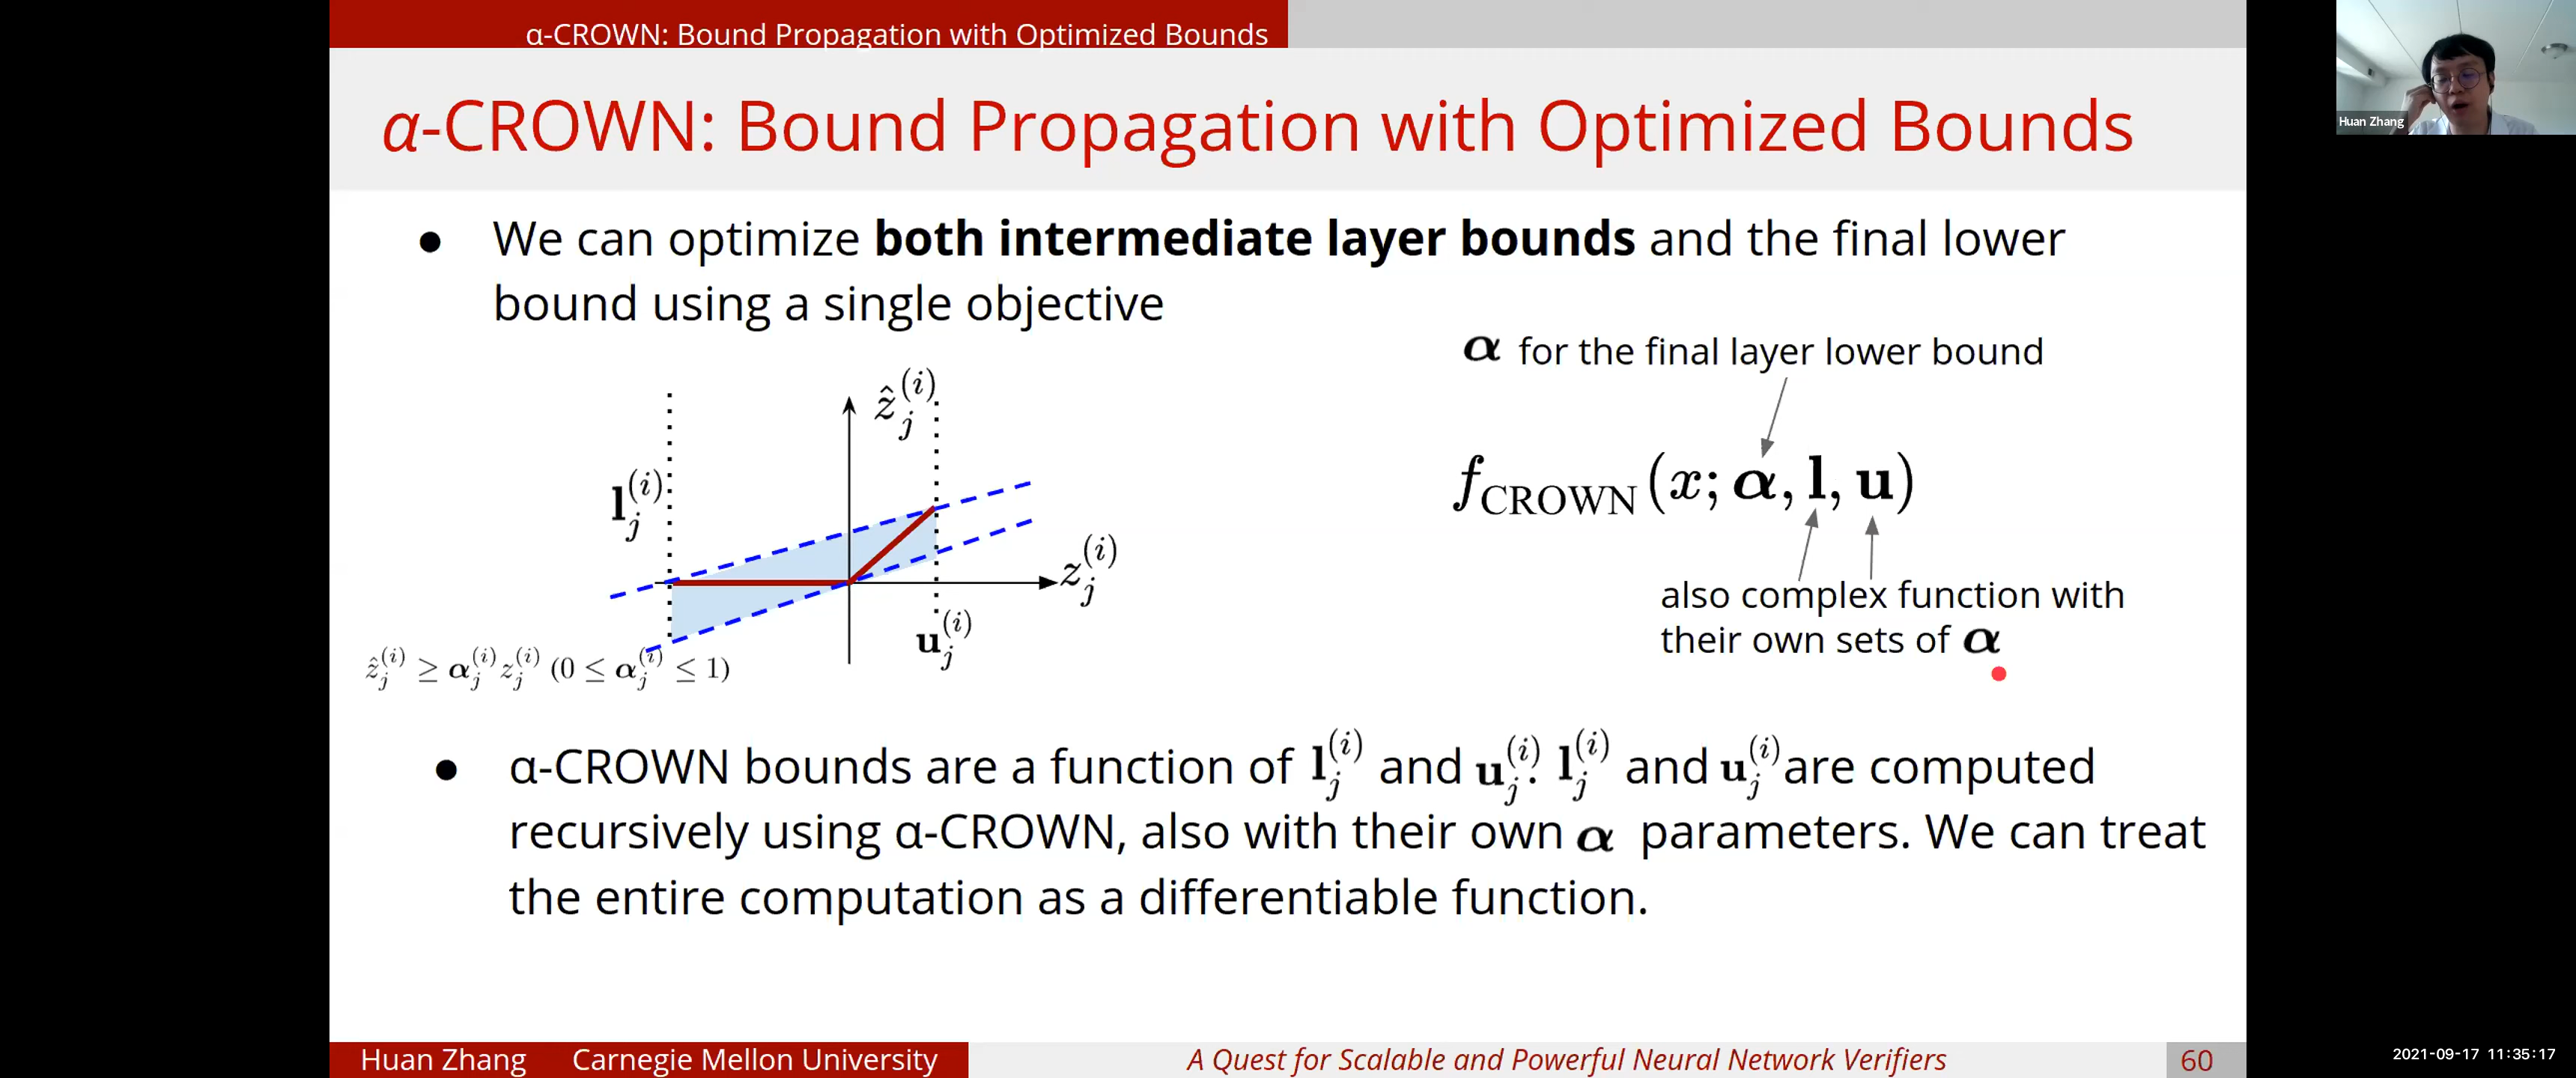 α-CROWN: Bound Propagation with Optimized Bounds
α-CROWN: Bound Propagation with Optimized Bounds
Huan Zhang
● We can optimize both intermediate layer bounds and the final lower
bound using a single objective
α for the final layer lower bound
ẑ_j^{(i)}
l_j^{(i)}
f_{CROWN}(x; α, l, u)
z_j^{(i)}
also complex function with
their own sets of α
u_j^{(i)}
ẑ_j^{(i)} ≥ α_j^{(i)} z_j^{(i)} (0 ≤ α_j^{(i)} ≤ 1)
● α-CROWN bounds are a function of l_j^{(i)} and u_j^{(i)}. l_j^{(i)} and u_j^{(i)} are computed
recursively using α-CROWN, also with their own α parameters. We can treat
the entire computation as a differentiable function.
Huan Zhang Carnegie Mellon University A Quest for Scalable and Powerful Neural Network Verifiers 60
2021-09-17 11:35:17